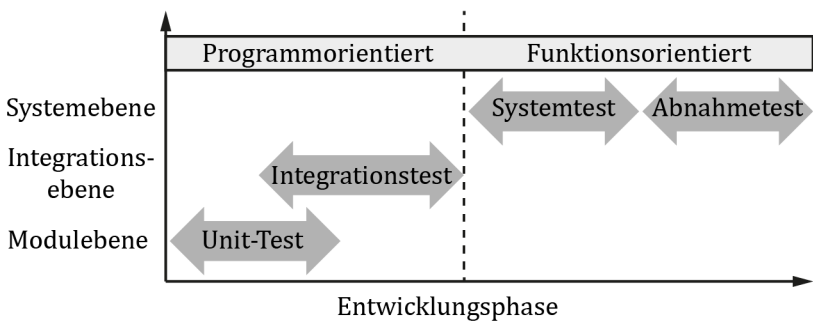 Programmorientiert
Funktionsorientiert
Systemebene
Systemtest
Abnahmetest
Integrations-
ebene
Integrationstest
Modulebene
Unit-Test
Entwicklungsphase